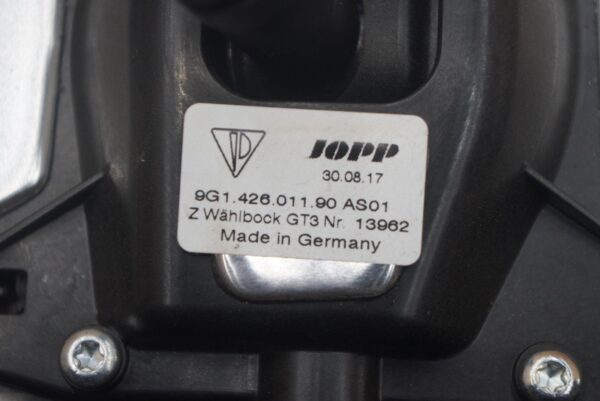 JOPP
30.08.17
9G1.426.011.90 AS01
Z Wählbock GT3 Nr. 13962
Made in Germany